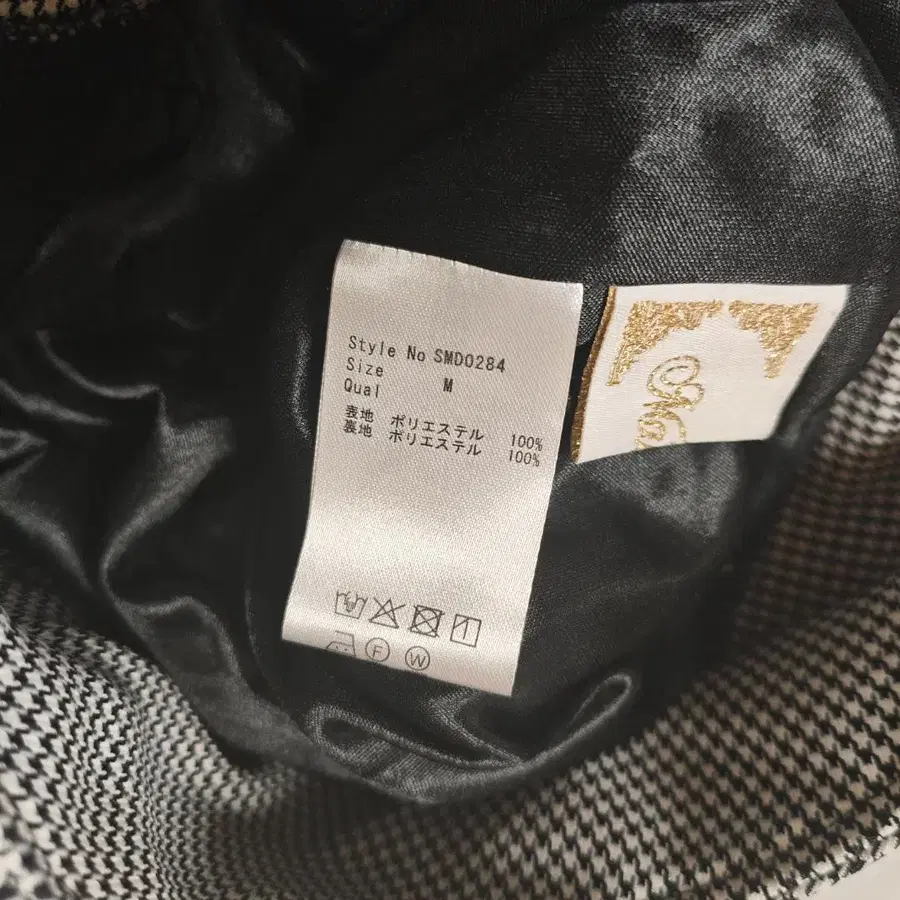 Style No SMD0284
Size M
Qual
表地 ポリエステル 100%
裏地 ポリエステル 100%
F W